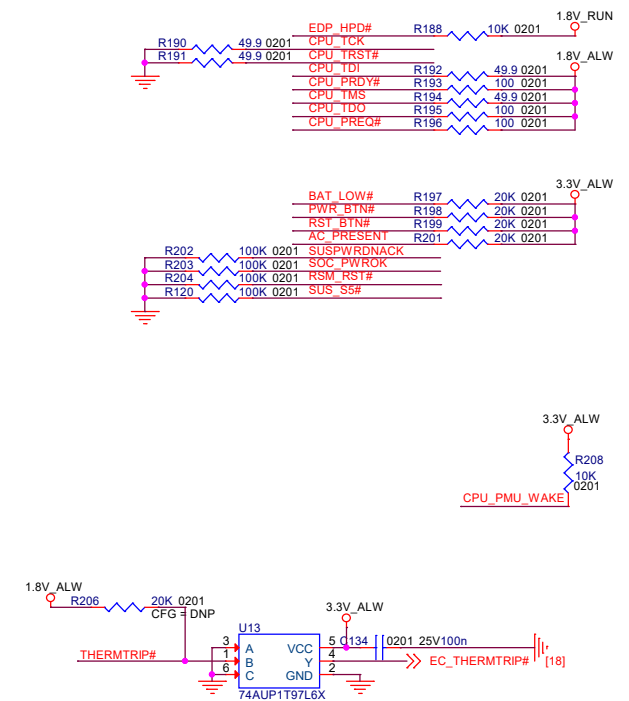 1.8V_RUN
EDP_HPD# R188 10K 0201
R190 49.9 0201 CPU_TCK
R191 49.9 0201 CPU_TRST#
1.8V_ALW
CPU_TDI R192 49.9 0201
CPU_PRDY# R193 100 0201
CPU_TMS R194 49.9 0201
CPU_TDO R195 100 0201
CPU_PREQ# R196 100 0201
3.3V_ALW
BAT_LOW# R197 20K 0201
PWR_BTN# R198 20K 0201
RST_BTN# R199 20K 0201
AC_PRESENT R201 20K 0201
R202 100K 0201 SUSPWRDNACK
R203 100K 0201 SOC_PWROK
R204 100K 0201 RSM_RST#
R120 100K 0201 SUS_S5#
3.3V_ALW
R208
10K
0201
CPU_PMU_WAKE
1.8V_ALW
R206 20K 0201
CFG = DNP
3.3V_ALW
U13
3 A VCC 5 C134 0201 25V100n
THERMTRIP# 1 B Y 4 EC_THERMTRIP# [18]
6 C GND 2
74AUP1T97L6X